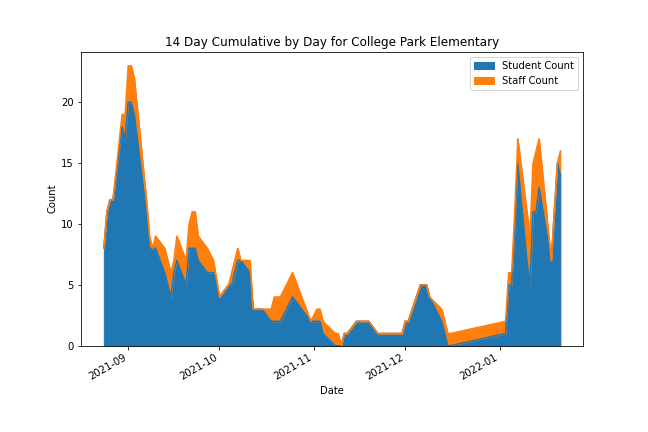 14 Day Cumulative by Day for College Park Elementary
Student Count
Staff Count
20
15
10
5
0
Count
2021-09
2021-10
2021-11
2021-12
2022-01
Date